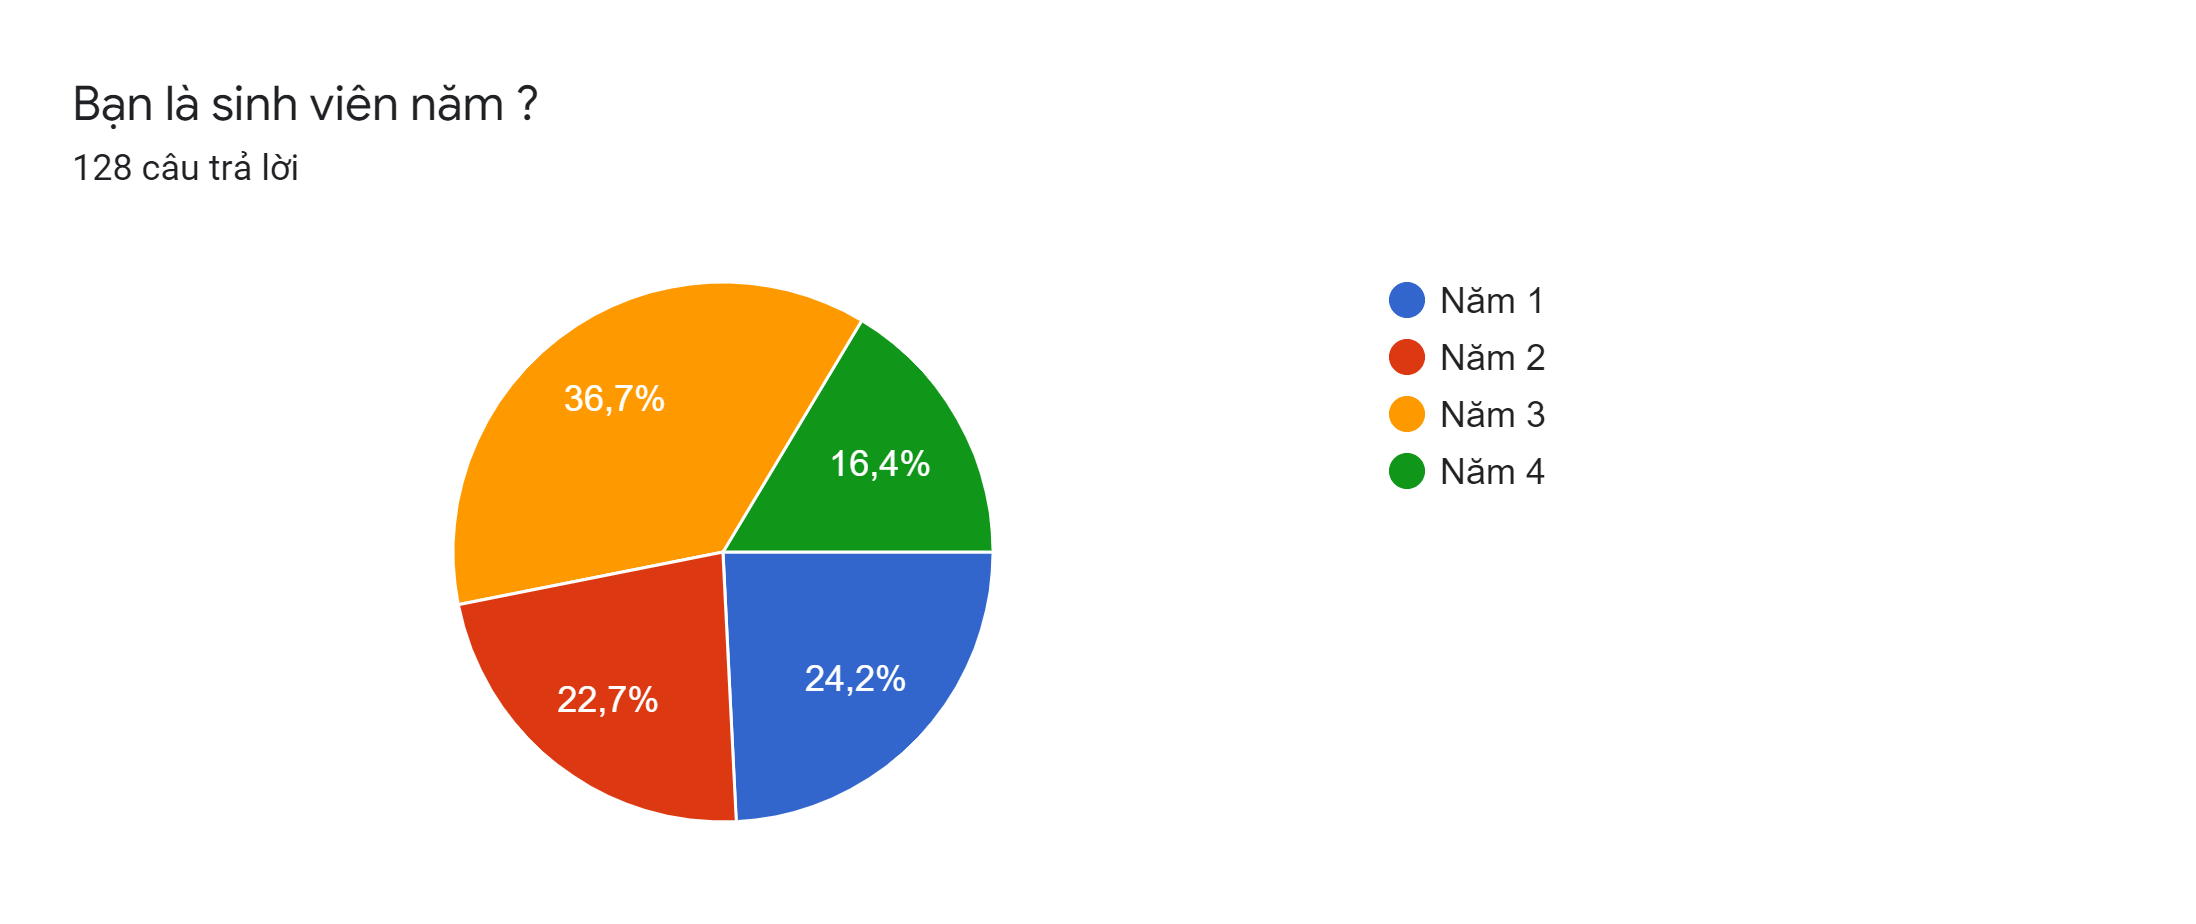 Bạn là sinh viên năm ?
128 câu trả lời
36,7%
16,4%
22,7%
24,2%
Năm 1
Năm 2
Năm 3
Năm 4